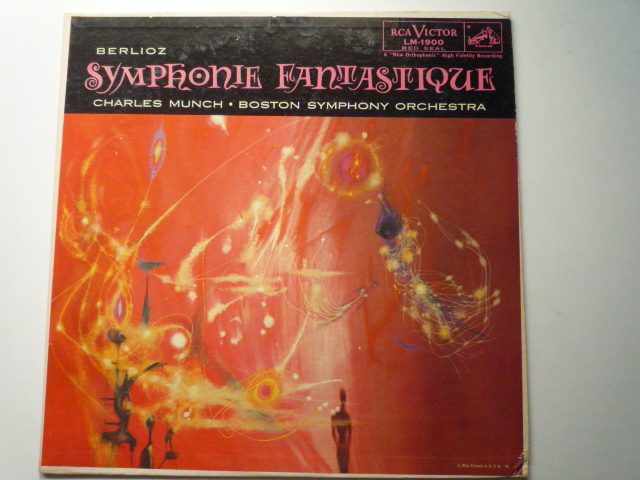 BERLIOZ
RCA VICTOR
LM-1900
RED SEAL
A "New Orthophonic" High Fidelity Recording
SYMPHONIE FANTASTIQUE
CHARLES MUNCH • BOSTON SYMPHONY ORCHESTRA